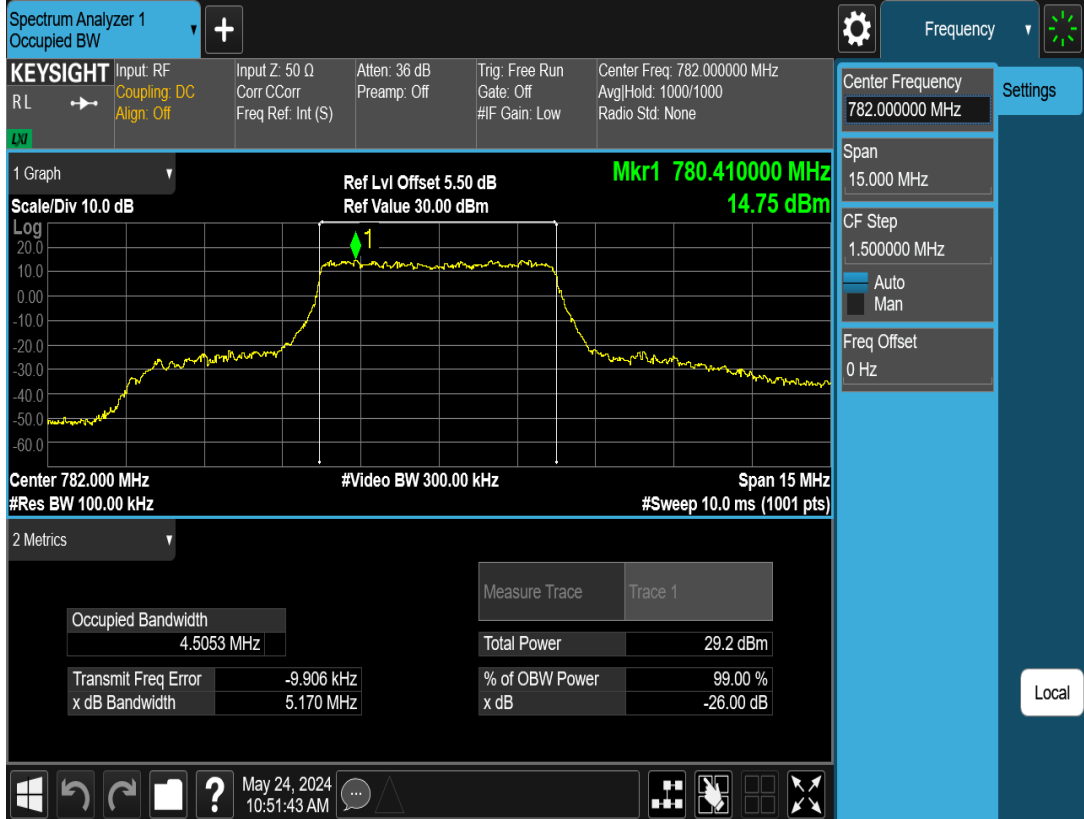 Spectrum Analyzer 1
Occupied BW
Frequency
KEYSIGHT
R L
LXI
Input: RF
Coupling: DC
Align: Off
Input Z: 50 Ω
Corr CCorr
Freq Ref: Int (S)
Atten: 36 dB
Preamp: Off
Trig: Free Run
Gate: Off
#IF Gain: Low
Center Freq: 782.000000 MHz
Avg|Hold: 1000/1000
Radio Std: None
Center Frequency
782.000000 MHz
Settings
Span
15.000 MHz
CF Step
1.500000 MHz
Auto
Man
Freq Offset
0 Hz
Local
1 Graph
Scale/Div 10.0 dB
Ref Lvl Offset 5.50 dB
Ref Value 30.00 dBm
Mkr1 780.410000 MHz
14.75 dBm
Log
1
20.0
10.0
0.00
-10.0
-20.0
-30.0
-40.0
-50.0
-60.0
Center 782.000 MHz
#Video BW 300.00 kHz
Span 15 MHz
#Res BW 100.00 kHz
#Sweep 10.0 ms (1001 pts)
2 Metrics
Measure Trace
Trace 1
Occupied Bandwidth
4.5053 MHz
Total Power
29.2 dBm
Transmit Freq Error
-9.906 kHz
% of OBW Power
99.00 %
x dB Bandwidth
5.170 MHz
x dB
-26.00 dB
?
May 24, 2024
10:51:43 AM